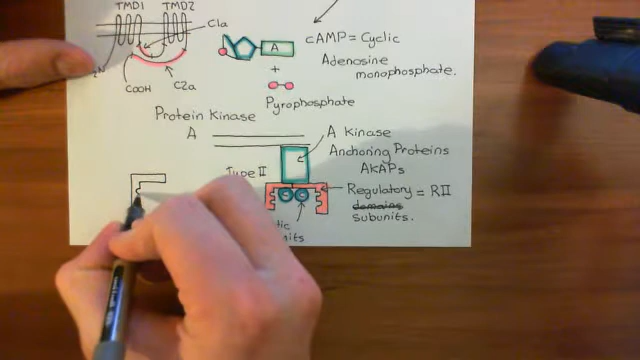 TMD1 TMD2
C1a
N
COOH
C2a
A
cAMP = Cyclic
Adenosine
monophosphate.
+
Pyrophosphate
Protein Kinase
A
A Kinase
Anchoring Proteins
AKAPs
Type II
Regulatory = RII
domains
subunits.